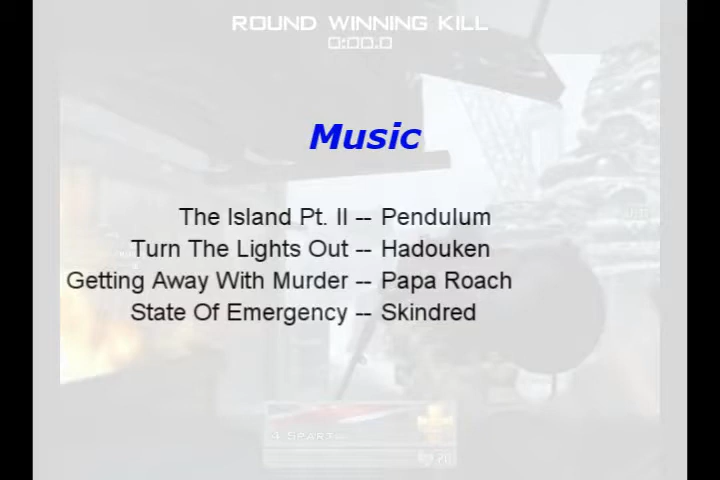 ROUND WINNING KILL
0:00.0
Music
The Island Pt. II -- Pendulum
Turn The Lights Out -- Hadouken
Getting Away With Murder -- Papa Roach
State Of Emergency -- Skindred